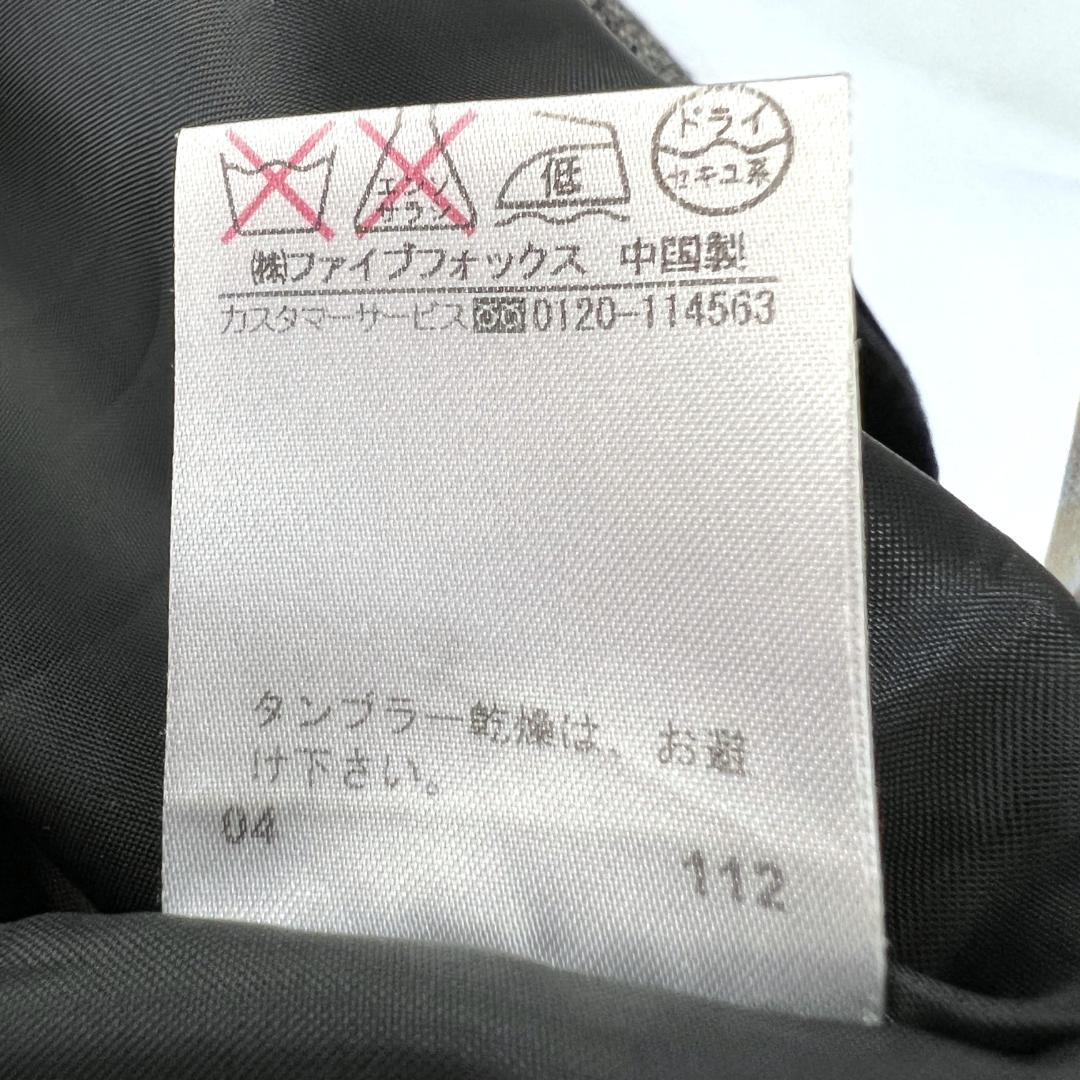 エンソ
サラシ
低
ドライ
セキユ系
(株)ファイブフォックス 中国製
カスタマーサービス 0120-114563
タンブラー乾燥は、お避
け下さい。
04
112